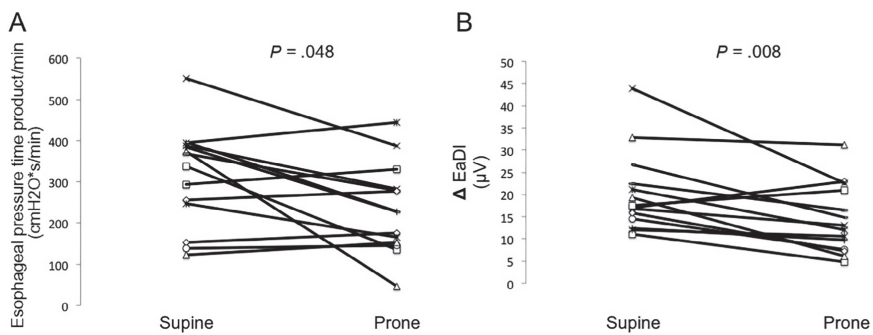 A
Esophageal pressure time product/min
(cmH2O*s/min)
600
500
400
300
200
100
0
P = .048
Supine
Prone
B
Δ EaDI
(µV)
50
45
40
35
30
25
20
15
10
5
0
P = .008
Supine
Prone